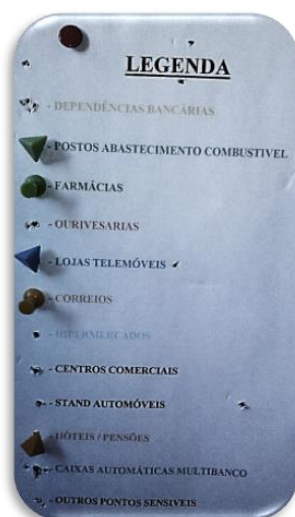 LEGENDA
- DEPENDÊNCIAS BANCÁRIAS
- POSTOS ABASTECIMENTO COMBUSTIVEL
- FARMÁCIAS
- OURIVESARIAS
- LOJAS TELEMÓVEIS
- CORREIOS
- HIPERMERCADOS
- CENTROS COMERCIAIS
- STAND AUTOMÓVEIS
- HÓTEIS / PENSÕES
- CAIXAS AUTOMÁTICAS MULTIBANCO
- OUTROS PONTOS SENSIVEIS